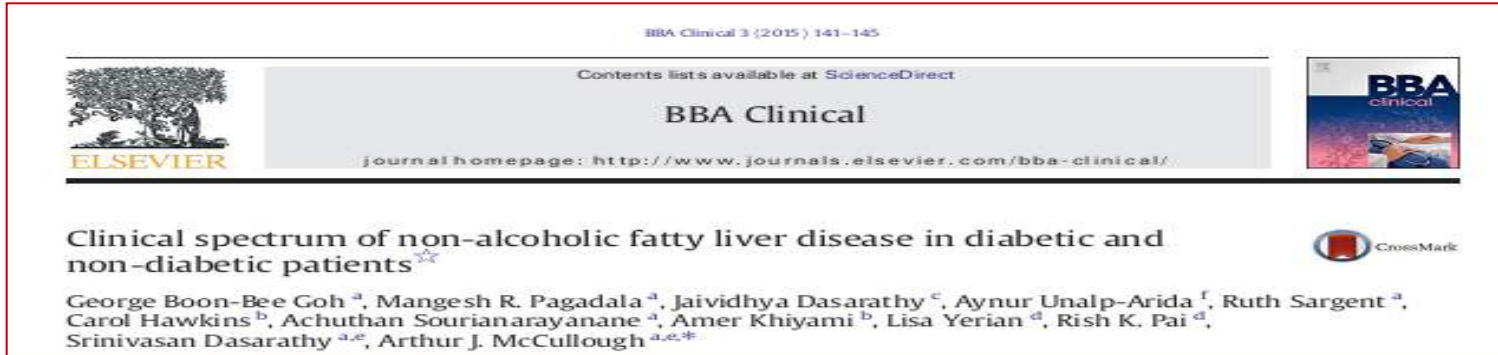 BBA Clinical 3 (2015) 141–145
Contents lists available at ScienceDirect
BBA Clinical
journal homepage: http://www.journals.elsevier.com/bba-clinical/
ELSEVIER
BBA
clinical
Clinical spectrum of non-alcoholic fatty liver disease in diabetic and
non-diabetic patients☆
CrossMark
George Boon-Bee Goh a, Mangesh R. Pagadala a, Jaividhya Dasarathy c, Aynur Unalp-Arida f, Ruth Sargent a,
Carol Hawkins b, Achuthan Sourianarayanane a, Amer Khiyami b, Lisa Yerian d, Rish K. Pai d,
Srinivasan Dasarathy a,e, Arthur J. McCullough a,e,*